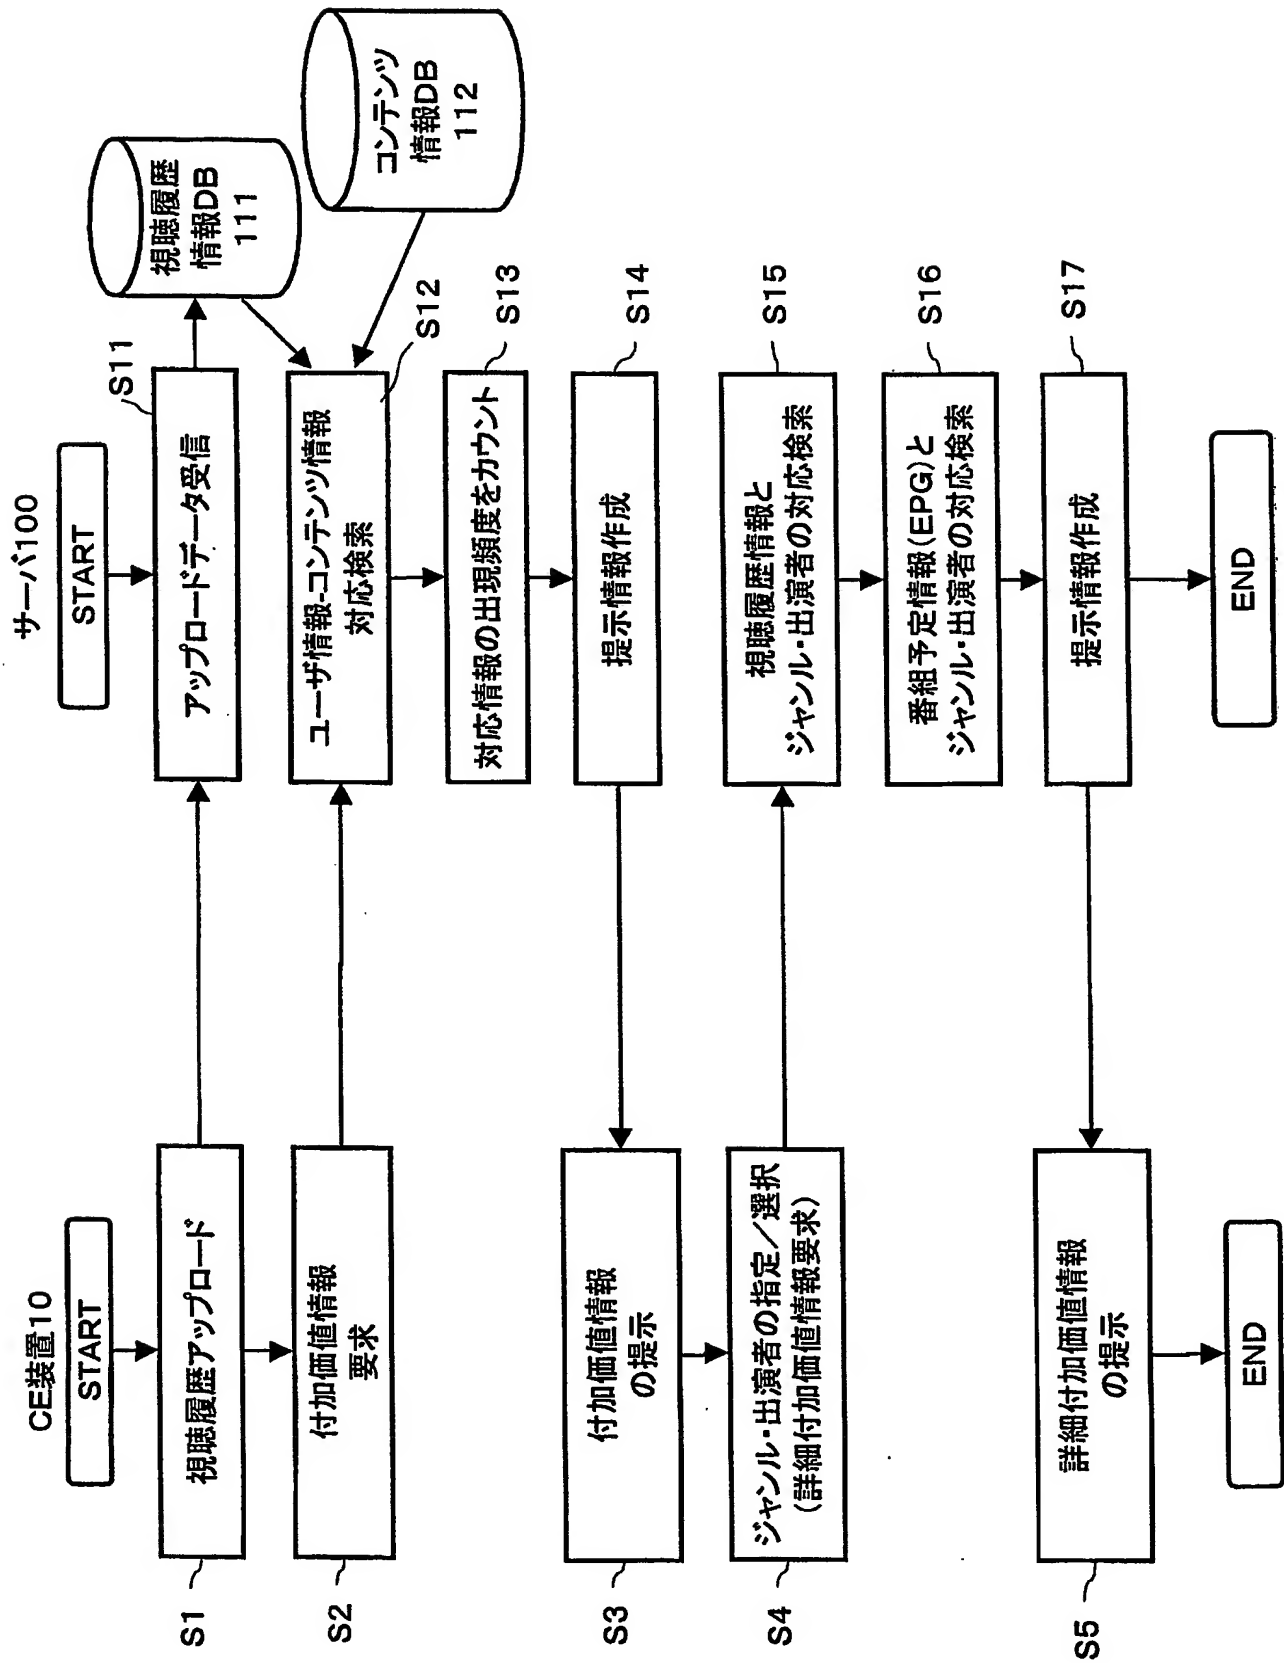 CE装置10
START
S1
視聴履歴アップロード
S2
付加価値情報
要求
S3
付加価値情報
の提示
S4
ジャンル・出演者の指定／選択
(詳細付加価値情報要求)
S5
詳細付加価値情報
の提示
END
サーバ100
START
S11
アップロードデータ受信
視聴履歴
情報DB
111
コンテンツ
情報DB
112
S12
ユーザ情報-コンテンツ情報
対応検索
S13
対応情報の出現頻度をカウント
S14
提示情報作成
S15
視聴履歴情報と
ジャンル・出演者の対応検索
S16
番組予定情報(EPG)と
ジャンル・出演者の対応検索
S17
提示情報作成
END